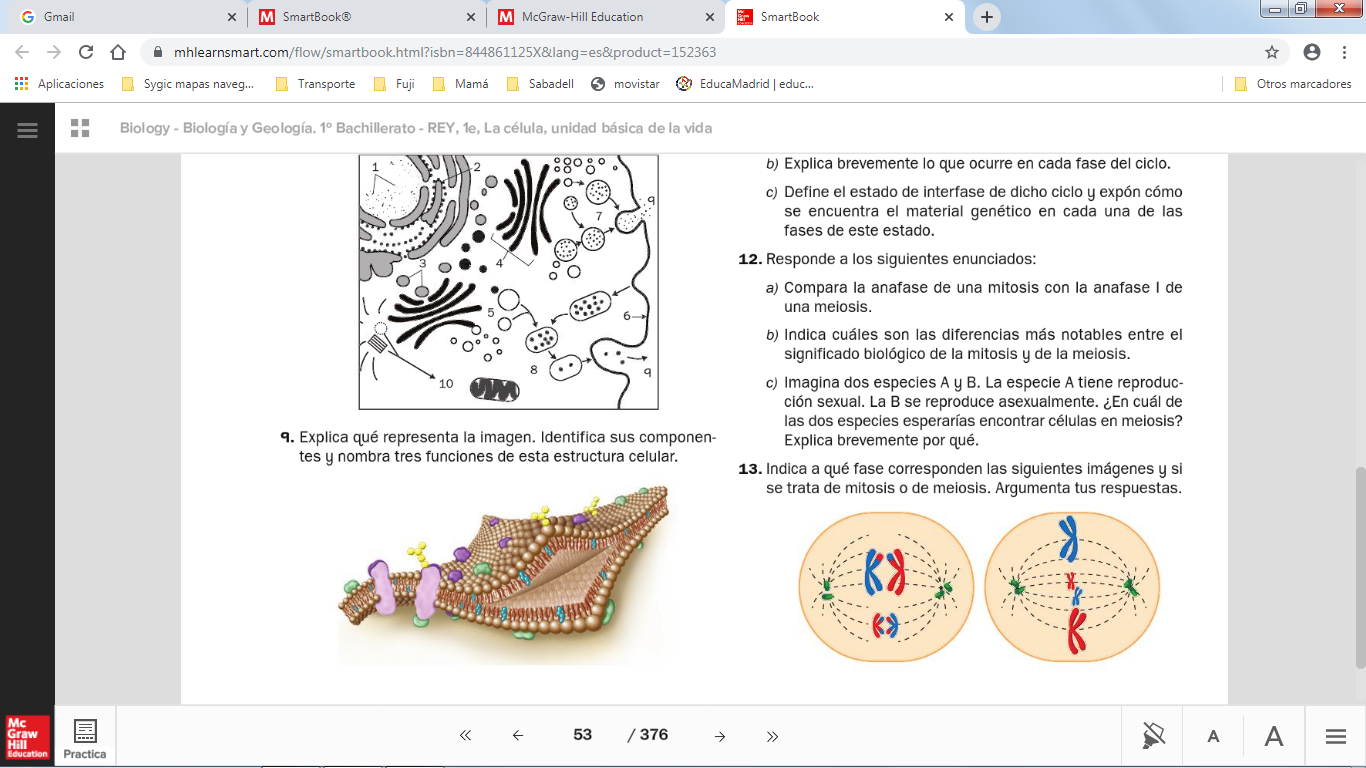 Gmail
SmartBook®
McGraw-Hill Education
SmartBook
mhlearnsmart.com/flow/smartbook.html?isbn=844861125X&lang=es&product=152363
Aplicaciones
Sygic mapas naveg...
Transporte
Fuji
Mamá
Sabadell
movistar
EducaMadrid | educ...
Otros marcadores
Biology - Biología y Geología. 1º Bachillerato - REY, 1e, La célula, unidad básica de la vida
1
2
9
7
3
4
5
6
8
9
10
9. Explica qué representa la imagen. Identifica sus componen-
tes y nombra tres funciones de esta estructura celular.
b) Explica brevemente lo que ocurre en cada fase del ciclo.
c) Define el estado de interfase de dicho ciclo y expón cómo
se encuentra el material genético en cada una de las
fases de este estado.
12. Responde a los siguientes enunciados:
a) Compara la anafase de una mitosis con la anafase I de
una meiosis.
b) Indica cuáles son las diferencias más notables entre el
significado biológico de la mitosis y de la meiosis.
c) Imagina dos especies A y B. La especie A tiene reproduc-
ción sexual. La B se reproduce asexualmente. ¿En cuál de
las dos especies esperarías encontrar células en meiosis?
Explica brevemente por qué.
13. Indica a qué fase corresponden las siguientes imágenes y si
se trata de mitosis o de meiosis. Argumenta tus respuestas.
Mc
Graw
Hill
Education
Practica
53 / 376
A
A